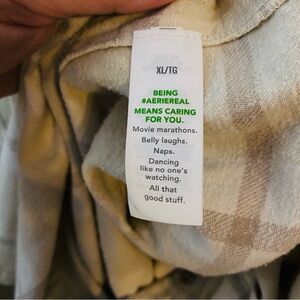 XL/TG
BEING
#AERIEREAL
MEANS CARING
FOR YOU.
Movie marathons.
Belly laughs.
Naps.
Dancing
like no one's
watching.
All that
good stuff.